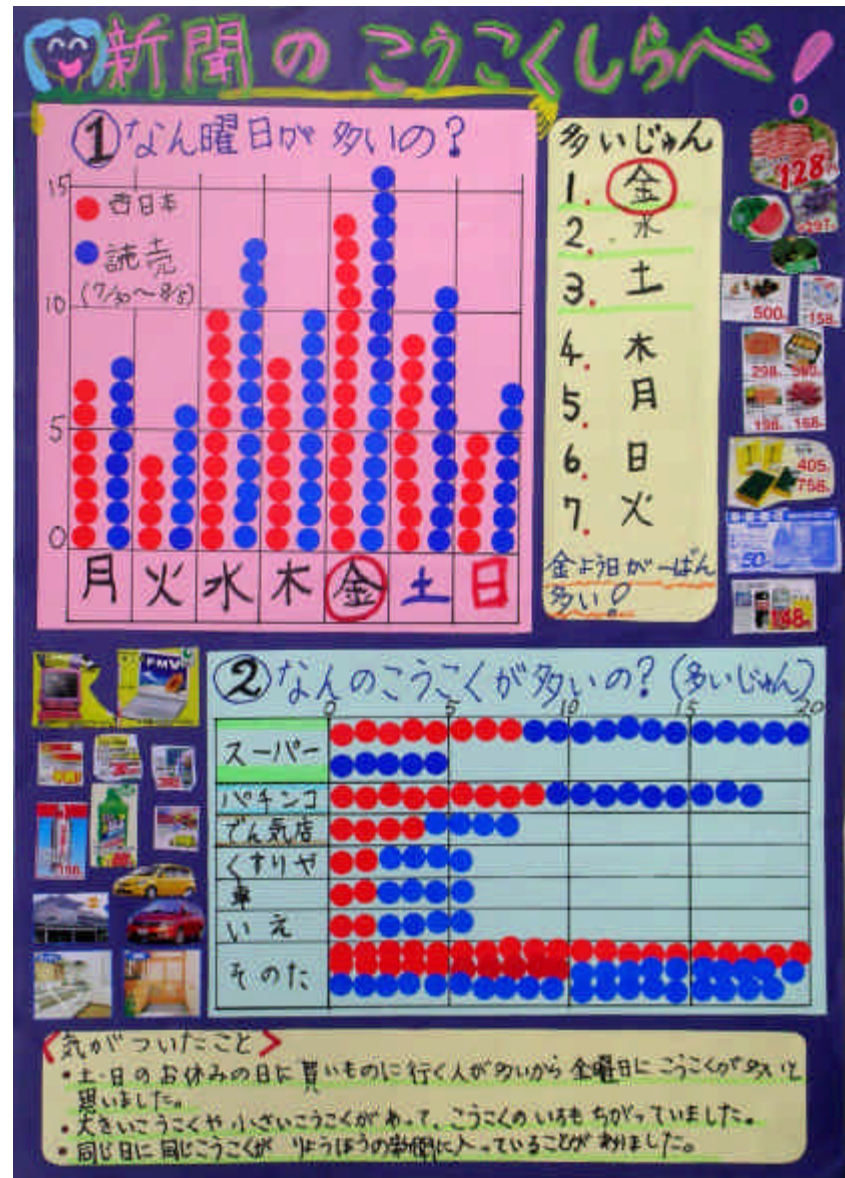 新聞のこうこくしらべ！
①なん曜日が多いの？
15
10
5
0
西日本
読売
(7/30〜8/5)
月 火 水 木 金 土 日
多いじゅん
1. 金
2. 水
3. 土
4. 木
5. 月
6. 日
7. 火
金よう日が一ばん
多い！
128
297
500
158
298
198
168
405
758
50
148
FMV
②なんのこうこくが多いの？(多いじゅん)
0 5 10 15 20
スーパー
パチンコ
でん気店
くすりや
車
いえ
そのた
<気がついたこと>
・土・日のお休みの日に買いものに行く人が多いから金曜日にこうこくが多いと
思いました。
・大きいこうこくや小さいこうこくがあって、こうこくのいろもちがっていました。
・同じ日に同じこうこくがりょうほうの新聞に入っていることがわかりました。